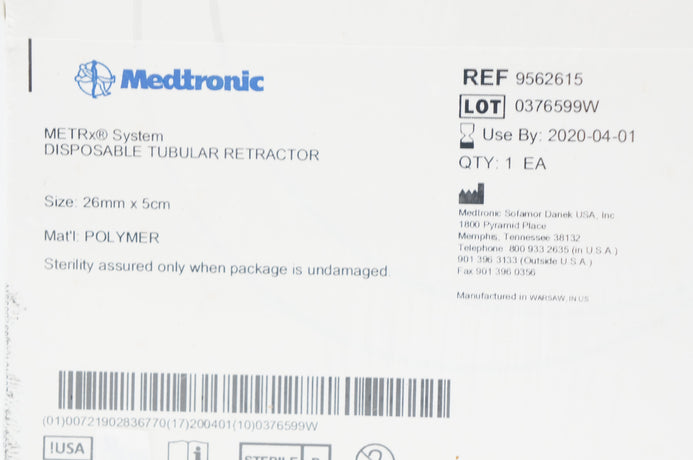 Medtronic
METRx® System
DISPOSABLE TUBULAR RETRACTOR
Size: 26mm x 5cm
Mat'l: POLYMER
Sterility assured only when package is undamaged
REF 9562615
LOT 0376599W
Use By: 2020-04-01
QTY: 1 EA
Medtronic Sofamor Danek USA, Inc
1800 Pyramid Place
Memphis, Tennessee 38132
Telephone 800 933 2635 (in U.S.A.)
901 396 3133 (Outside U.S.A.)
Fax 901 396 0356
Manufactured in WARSAW, IN US
(01)00721902836770(17)200401(10)0376599W
!USA
STERILE R